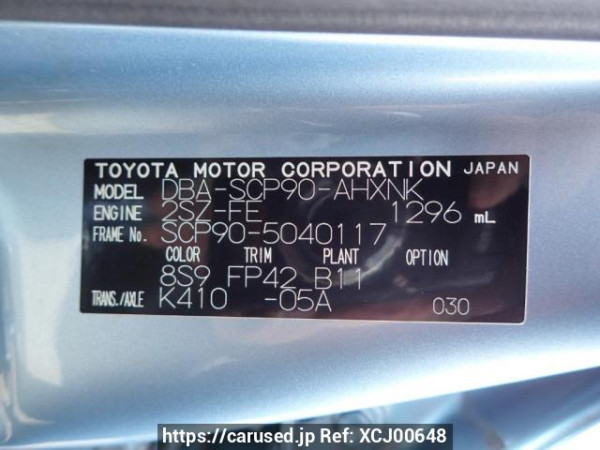 TOYOTA MOTOR CORPORATION JAPAN
MODEL DBA-SCP90-AHXNK
ENGINE 2SZ-FE 1296 mL
FRAME No. SCP90-5040117
COLOR TRIM PLANT OPTION
8S9 FP42 B11
TRANS./AXLE K410 -05A 030
https://carused.jp Ref: XCJ00648